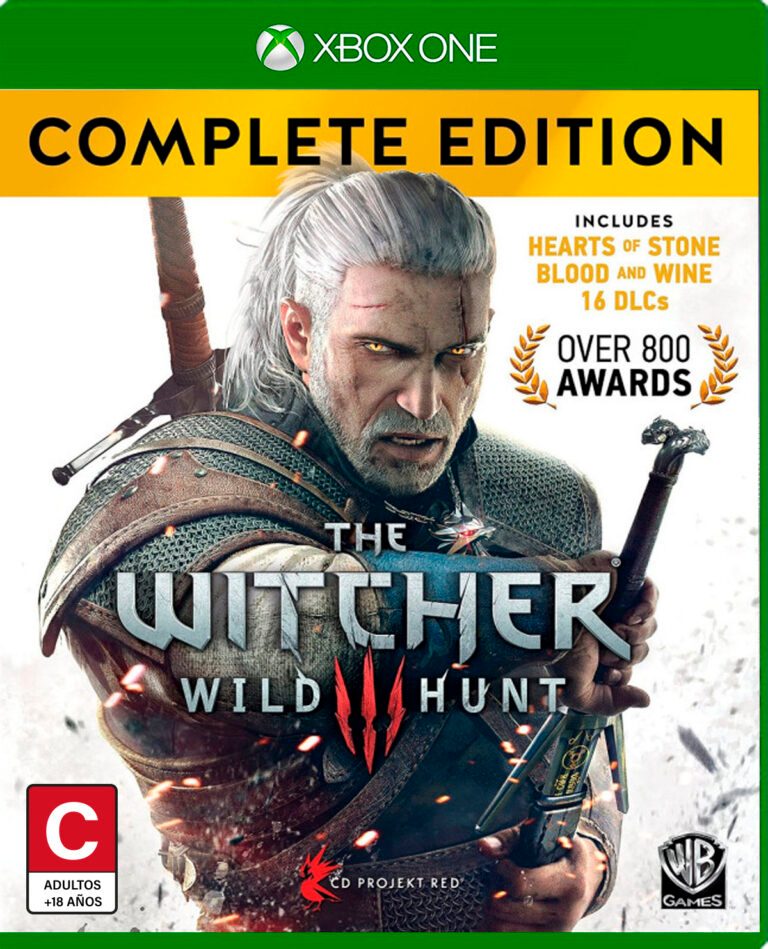 XBOX ONE
COMPLETE EDITION
INCLUDES
HEARTS OF STONE
BLOOD AND WINE
16 DLCs
OVER 800
AWARDS
THE
WITCHER®
WILD III HUNT
C
ADULTOS
+18 AÑOS
CD PROJEKT RED®
WB
GAMES